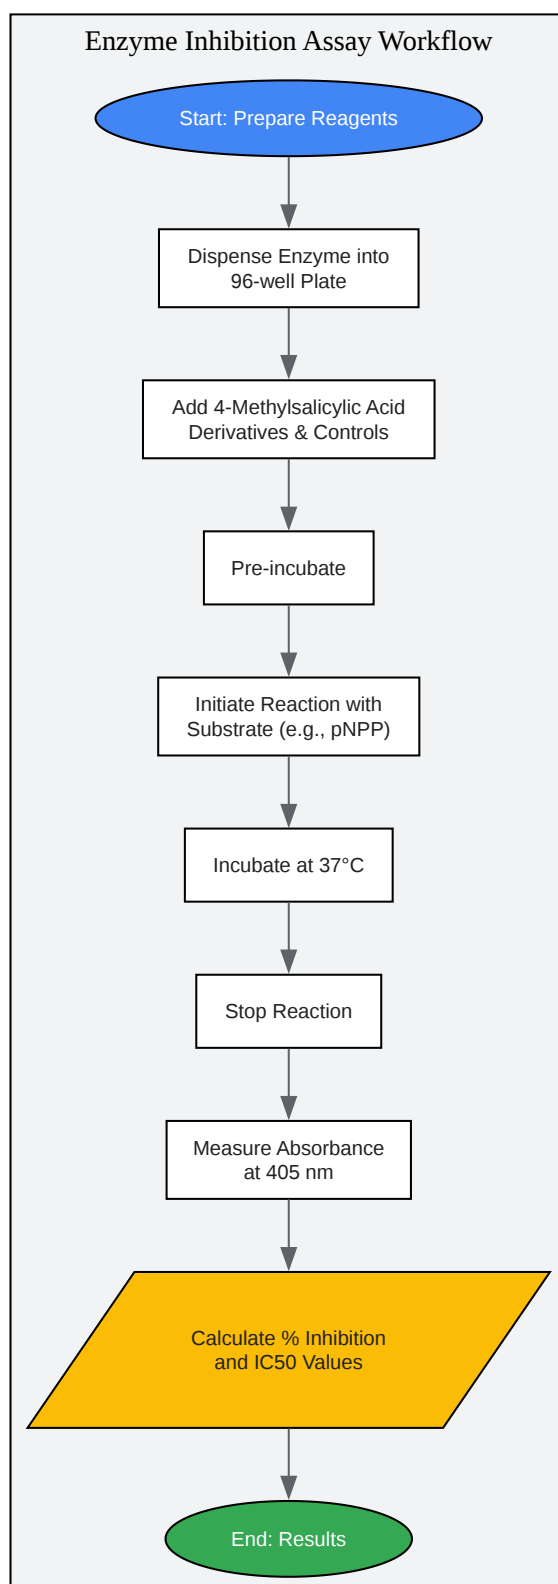 Enzyme Inhibition Assay Workflow
Start: Prepare Reagents
Dispense Enzyme into
96-well Plate
Add 4-Methylsalicylic Acid
Derivatives & Controls
Pre-incubate
Initiate Reaction with
Substrate (e.g., pNPP)
Incubate at 37°C
Stop Reaction
Measure Absorbance
at 405 nm
Calculate % Inhibition
and IC50 Values
End: Results